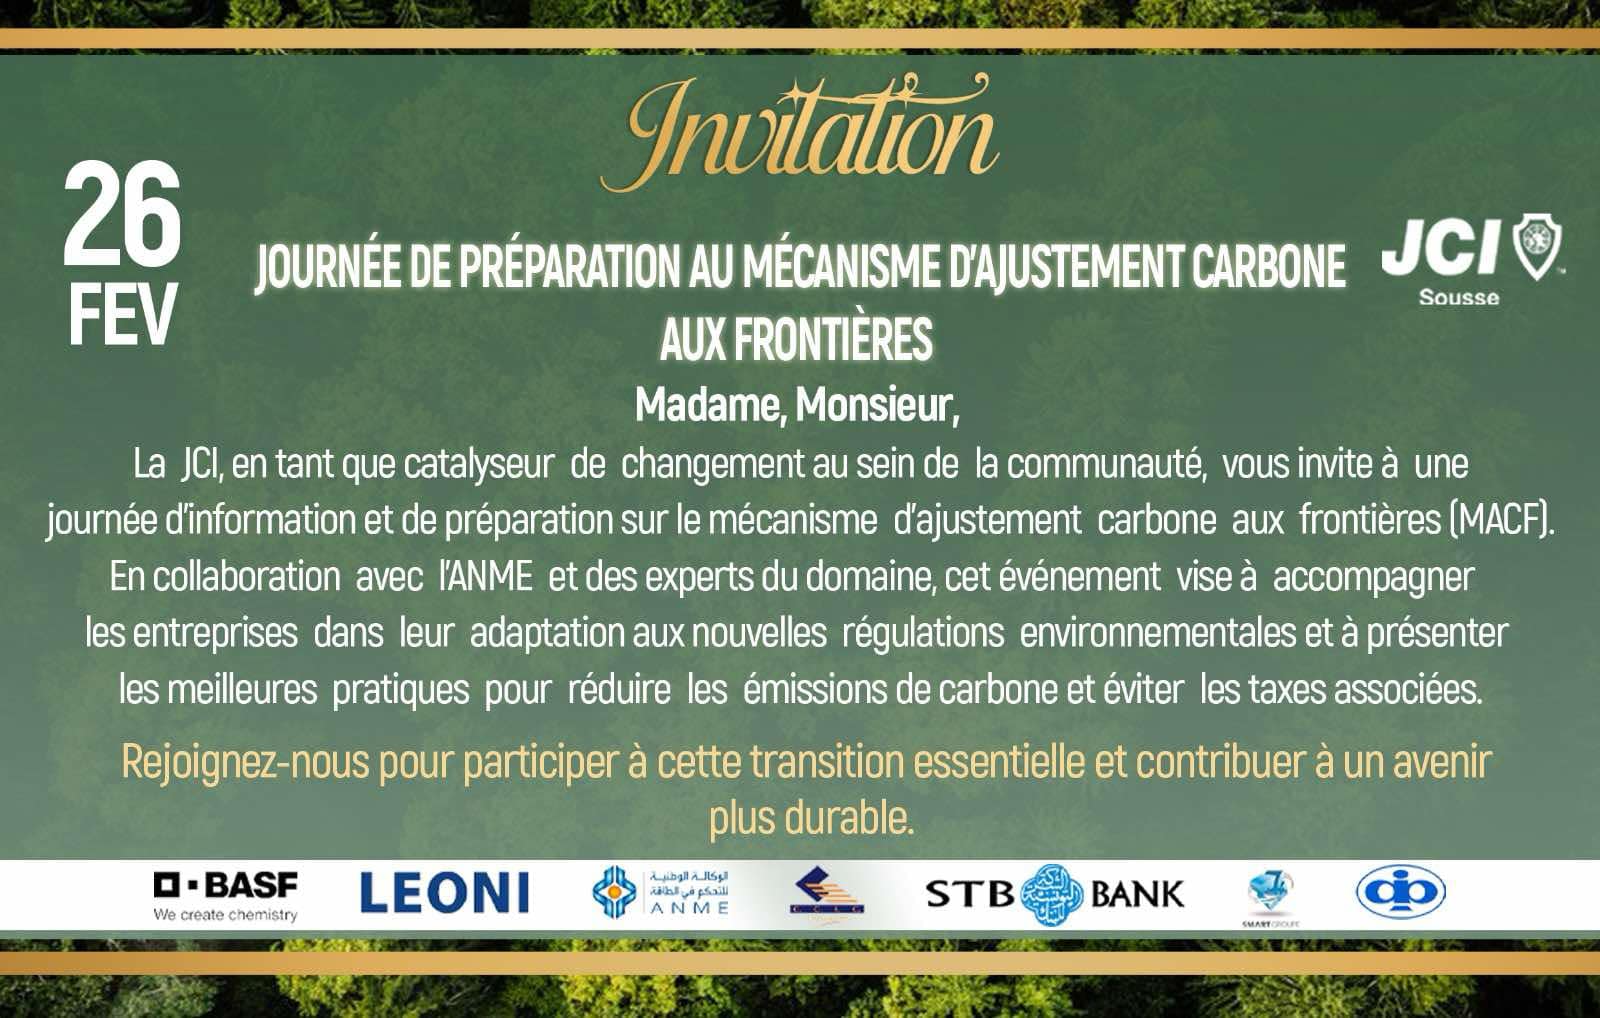 Invitation
26
FEV
JOURNÉE DE PRÉPARATION AU MÉCANISME D'AJUSTEMENT CARBONE
AUX FRONTIÈRES
JCI
Sousse
Madame, Monsieur,
La JCI, en tant que catalyseur de changement au sein de la communauté, vous invite à une
journée d'information et de préparation sur le mécanisme d'ajustement carbone aux frontières (MACF).
En collaboration avec l'ANME et des experts du domaine, cet événement vise à accompagner
les entreprises dans leur adaptation aux nouvelles régulations environnementales et à présenter
les meilleures pratiques pour réduire les émissions de carbone et éviter les taxes associées.
Rejoignez-nous pour participer à cette transition essentielle et contribuer à un avenir
plus durable.
BASF
We create chemistry
LEONI
الوكالة الوطنية
للتحكم في الطاقة
ANME
STB BANK
SMART GROUPE